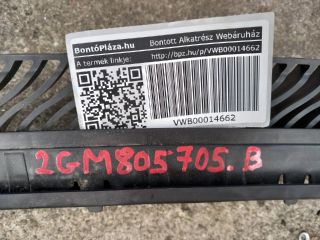 BontóPláza.hu Bontott Alkatrész Webáruház
A termék linkje: http://bpz.hu/p/VWB00014662
VWB00014662
2GM805705.B